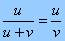 u/(u+v) = u/v